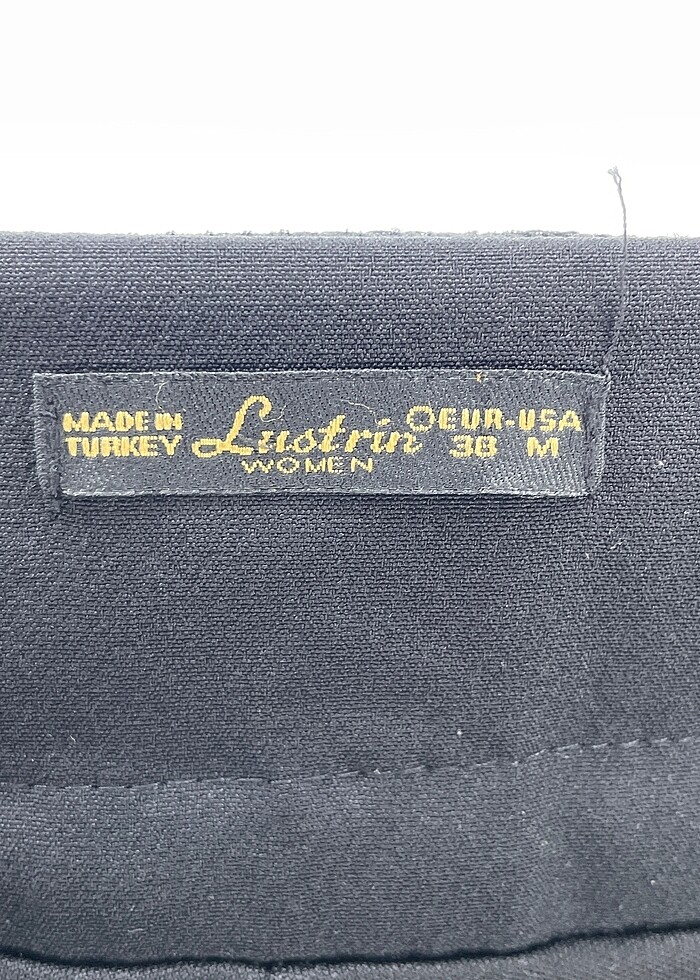 MADE IN
TURKEY
Lustrin
WOMEN
EUR-USA
38 M